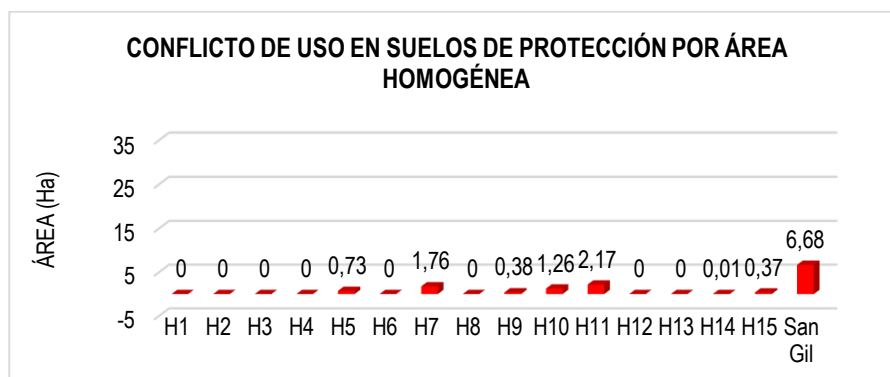 CONFLICTO DE USO EN SUELOS DE PROTECCIÓN POR ÁREA
HOMOGÉNEA
ÁREA (Ha)
35
25
15
5
-5
0 0 0 0 0,73 0 1,76 0 0,38 1,26 2,17 0 0 0,01 0,37 6,68
H1 H2 H3 H4 H5 H6 H7 H8 H9 H10 H11 H12 H13 H14 H15 San
Gil